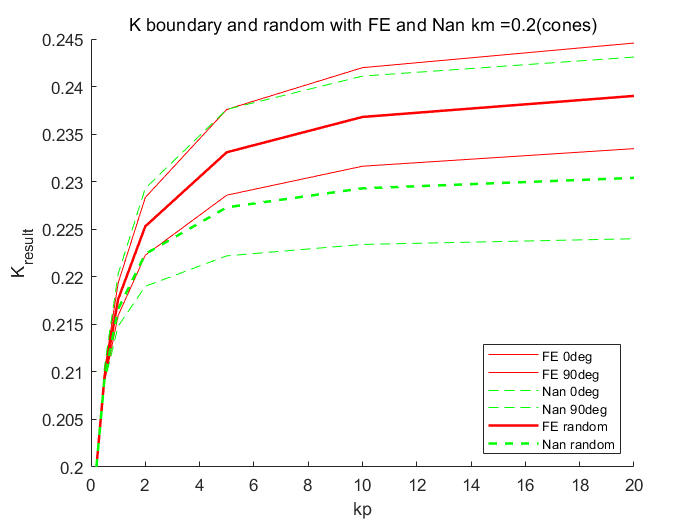 K boundary and random with FE and Nan km =0.2(cones)
0.245
0.24
0.235
0.23
0.225
0.22
0.215
0.21
0.205
0.2
K_result
0 2 4 6 8 10 12 14 16 18 20
kp
FE 0deg
FE 90deg
Nan 0deg
Nan 90deg
FE random
Nan random